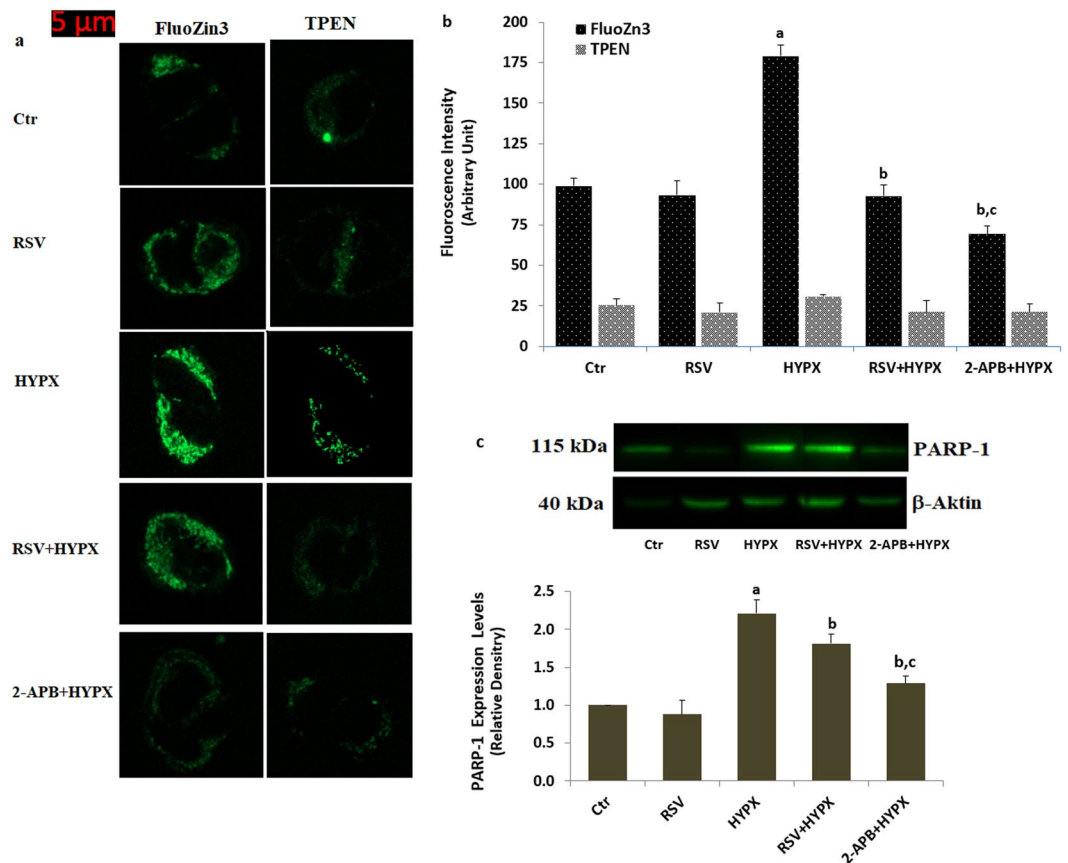 a
5 μm
FluoZin3 TPEN
Ctr
RSV
HYPX
RSV+HYPX
2-APB+HYPX
b
Fluoroscence Intensity
(Arbitrary Unit)
200
175
150
125
100
75
50
25
0
FluoZn3
TPEN
a
b
b,c
Ctr RSV HYPX RSV+HYPX 2-APB+HYPX
c
115 kDa PARP-1
40 kDa β-Aktin
Ctr RSV HYPX RSV+HYPX 2-APB+HYPX
PARP-1 Expression Levels
(Relative Densitry)
2.5
2.0
1.5
1.0
0.5
0.0
a
b
b,c
Ctr RSV HYPX RSV+HYPX 2-APB+HYPX